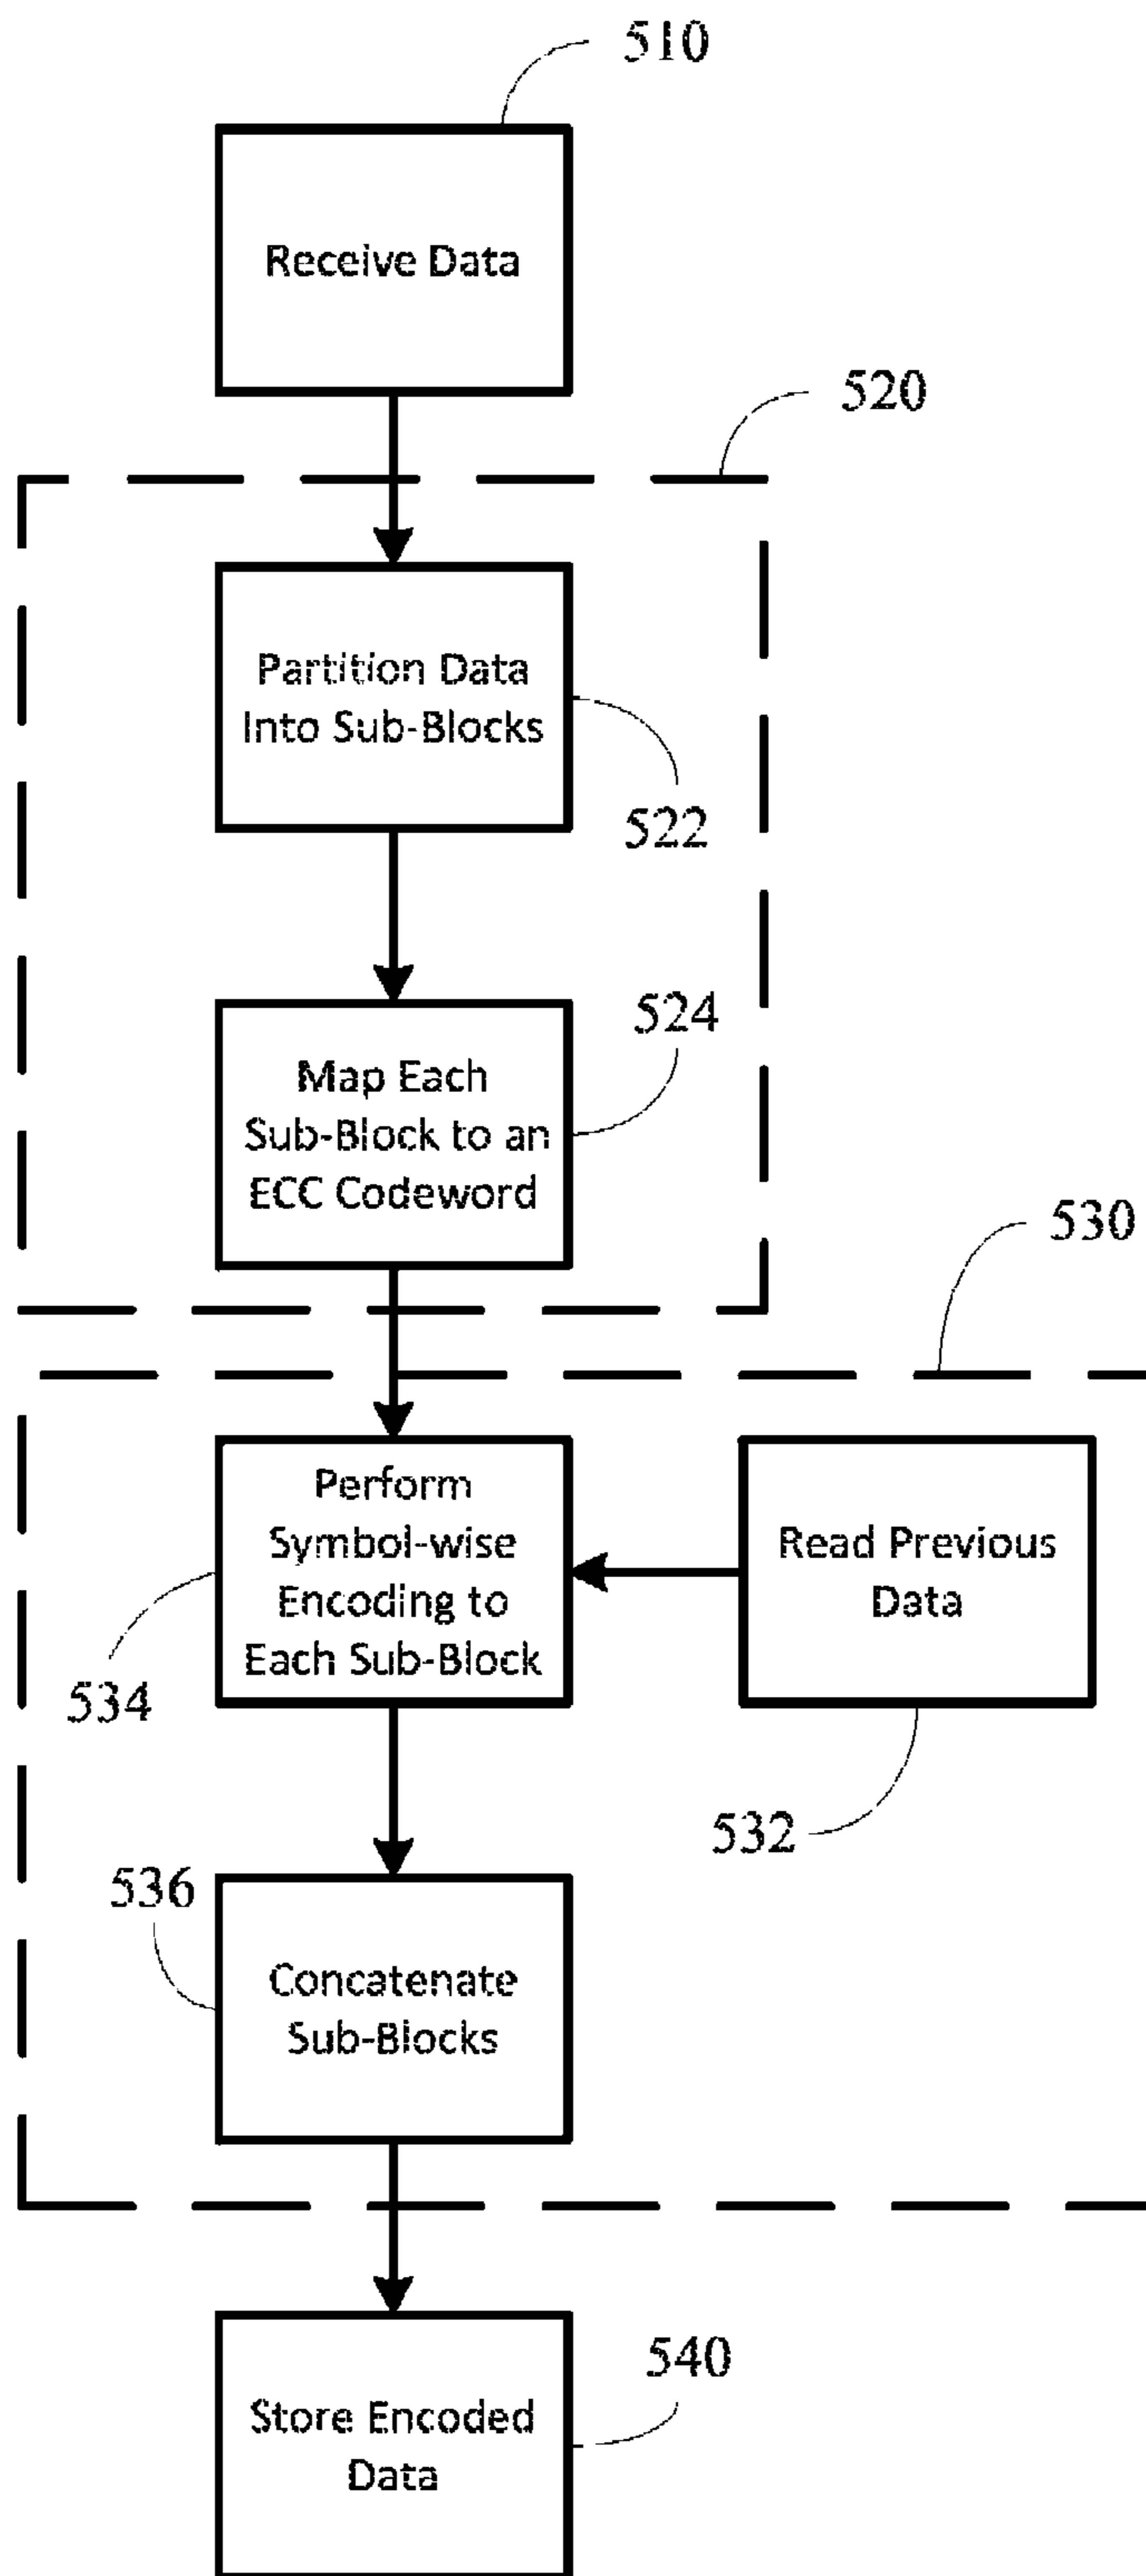 510
Receive Data
520
Partition Data
Into Sub-Blocks
522
524
Map Each
Sub-Block to an
ECC Codeword
530
Perform
Symbol-wise
Encoding to
Each Sub-Block
Read Previous
Data
534
532
536
Concatenate
Sub-Blocks
540
Store Encoded
Data